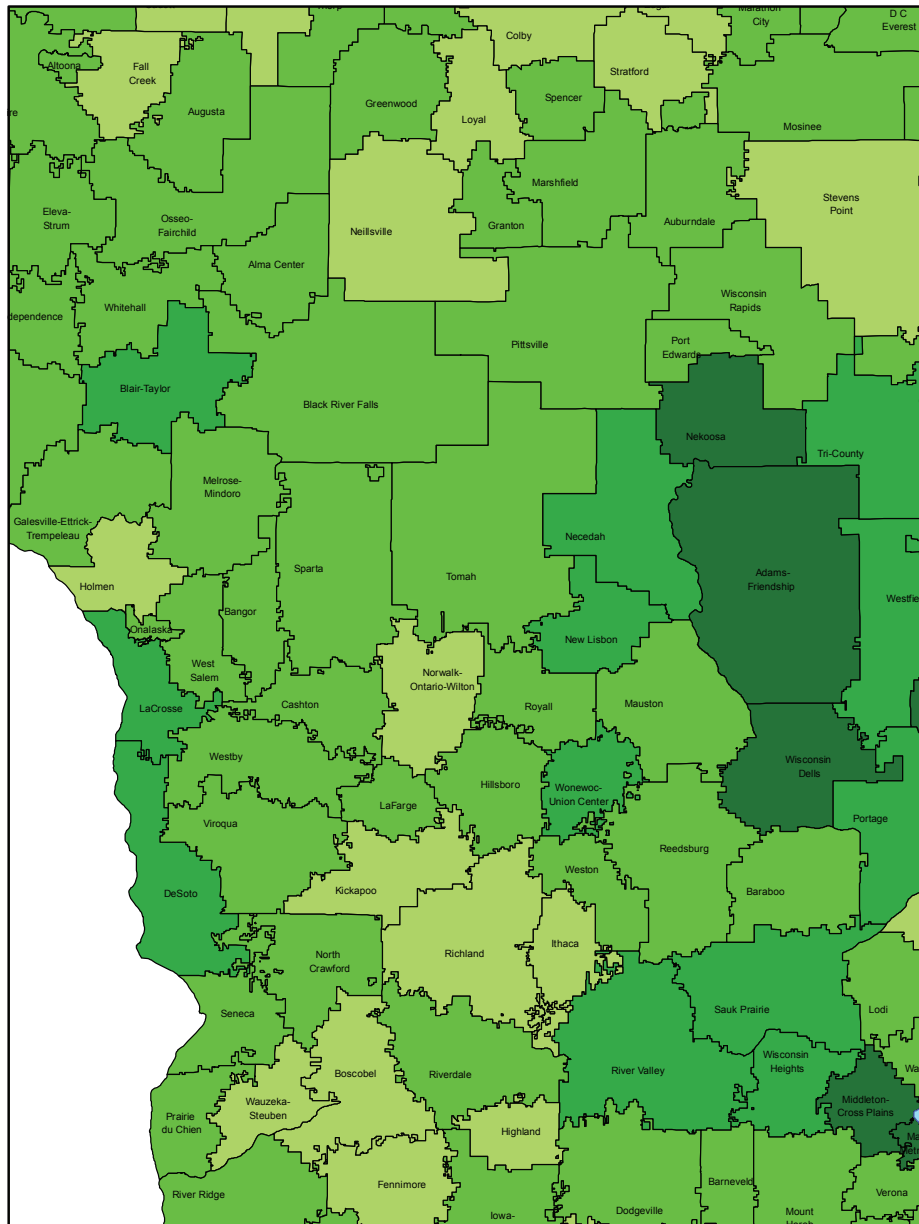 Colby
Marathon
City
D C
Everest
Altoona
Fall
Creek
Stratford
Greenwood
Spencer
Augusta
Loyal
Mosinee
Marshfield
Stevens
Point
Eleva-
Strum
Osseo-
Fairchild
Neillsville
Granton
Auburndale
Alma Center
Whitehall
Wisconsin
Rapids
dependence
Pittsville
Port
Edwards
Blair-Taylor
Black River Falls
Nekoosa
Tri-County
Melrose-
Mindoro
Galesville-Ettrick-
Trempeleau
Necedah
Sparta
Tomah
Adams-
Friendship
Holmen
Westfie
Bangor
Onalaska
New Lisbon
West
Salem
Norwalk-
Ontario-Wilton
LaCrosse
Cashton
Royall
Mauston
Westby
Hillsboro
Wisconsin
Dells
Wonewoc-
Union Center
LaFarge
Portage
Viroqua
Reedsburg
Weston
Kickapoo
Baraboo
DeSoto
North
Crawford
Richland
Ithaca
Seneca
Sauk Prairie
Lodi
Wisconsin
Heights
Boscobel
Riverdale
River Valley
Wa
Wauzeka-
Steuben
Middleton-
Cross Plains
Prairie
du Chien
Highland
Ma
River Ridge
Fennimore
Barneveld
Verona
Iowa-
Dodgeville
Mount